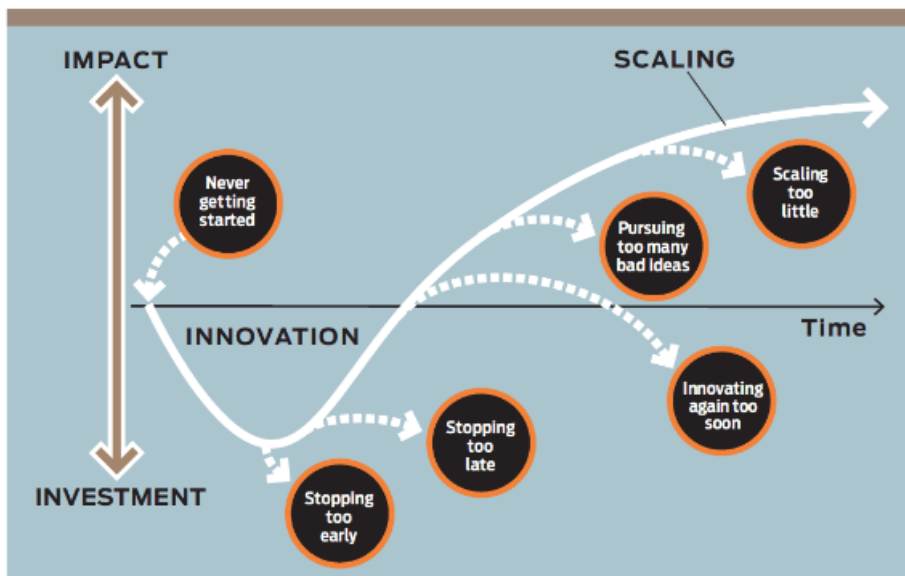 IMPACT
SCALING
Never
getting
started
Scaling
too
little
Pursuing
too many
bad ideas
INNOVATION
Time
Innovating
again too
soon
Stopping
too
late
INVESTMENT
Stopping
too
early